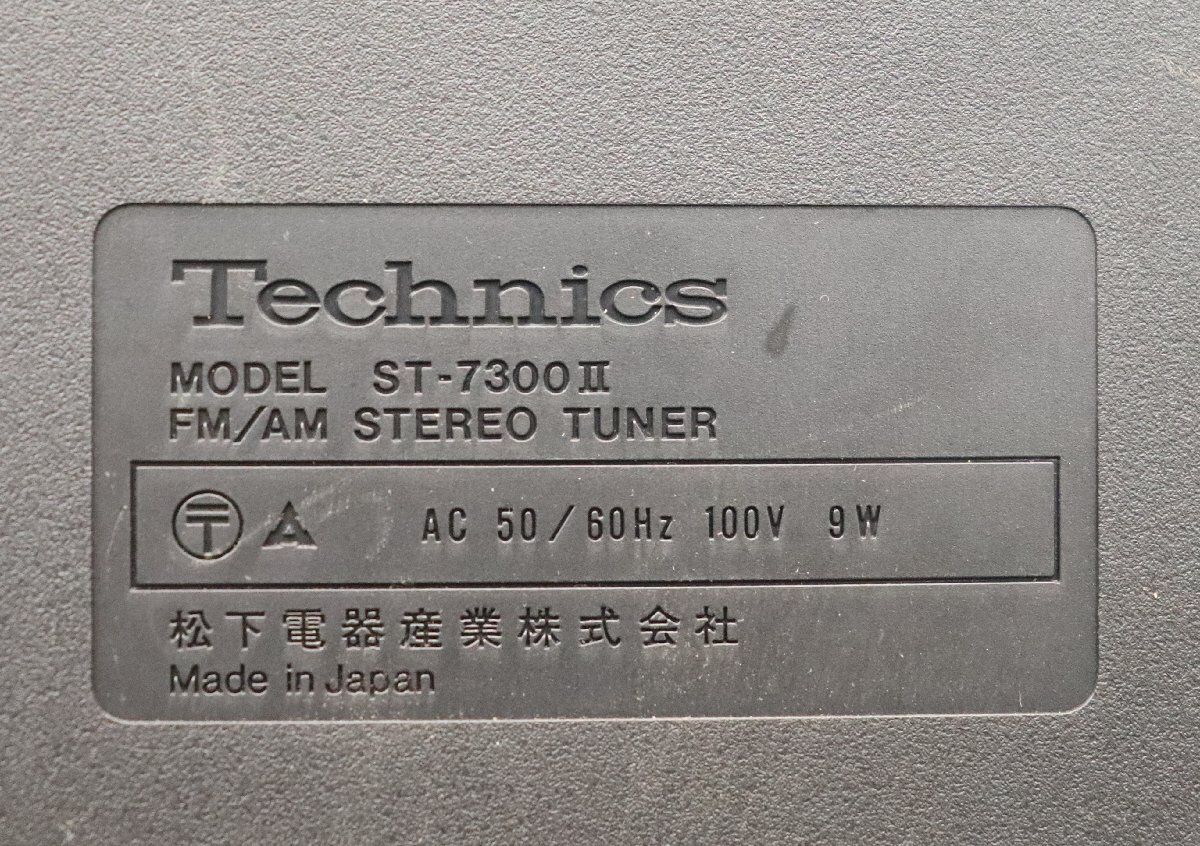 Technics
MODEL ST-7300II
FM/AM STEREO TUNER
〶 A AC 50/60Hz 100V 9W
松下電器産業株式会社
Made in Japan